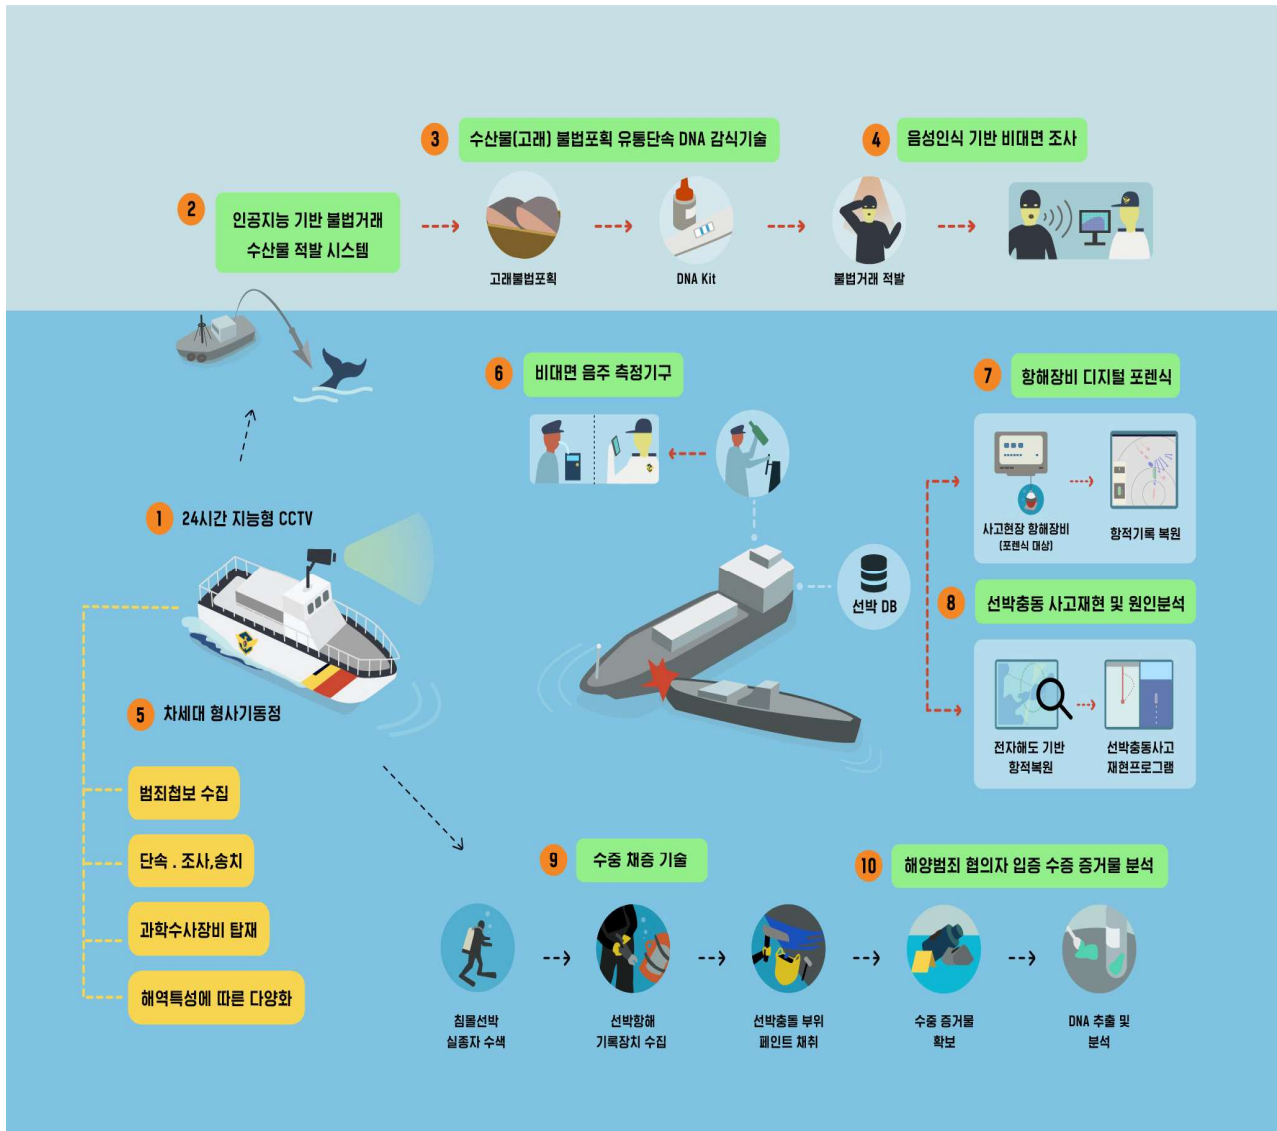 3
수산물(고래) 불법포획 유통단속 DNA 감식기술
4
음성인식 기반 비대면 조사
2
인공지능 기반 불법거래
수산물 적발 시스템
고래불법포획
DNA Kit
불법거래 적발
6
비대면 음주 측정기구
7
항해장비 디지털 포렌식
사고현장 항해장비
(포렌식 대상)
항적기록 복원
1
24시간 지능형 CCTV
선박 DB
8
선박충동 사고재현 및 원인분석
전자해도 기반
항적복원
선박충동사고
재현프로그램
5
차세대 형사기동정
범죄첩보 수집
단속 . 조사,송치
과학수사장비 탑재
해역특성에 따른 다양화
9
수중 채증 기술
10
해양범죄 협의자 입증 수증 증거물 분석
침몰선박
실종자 수색
선박항해
기록장치 수집
선박충돌 부위
페인트 채취
수중 증거물
확보
DNA 추출 및
분석